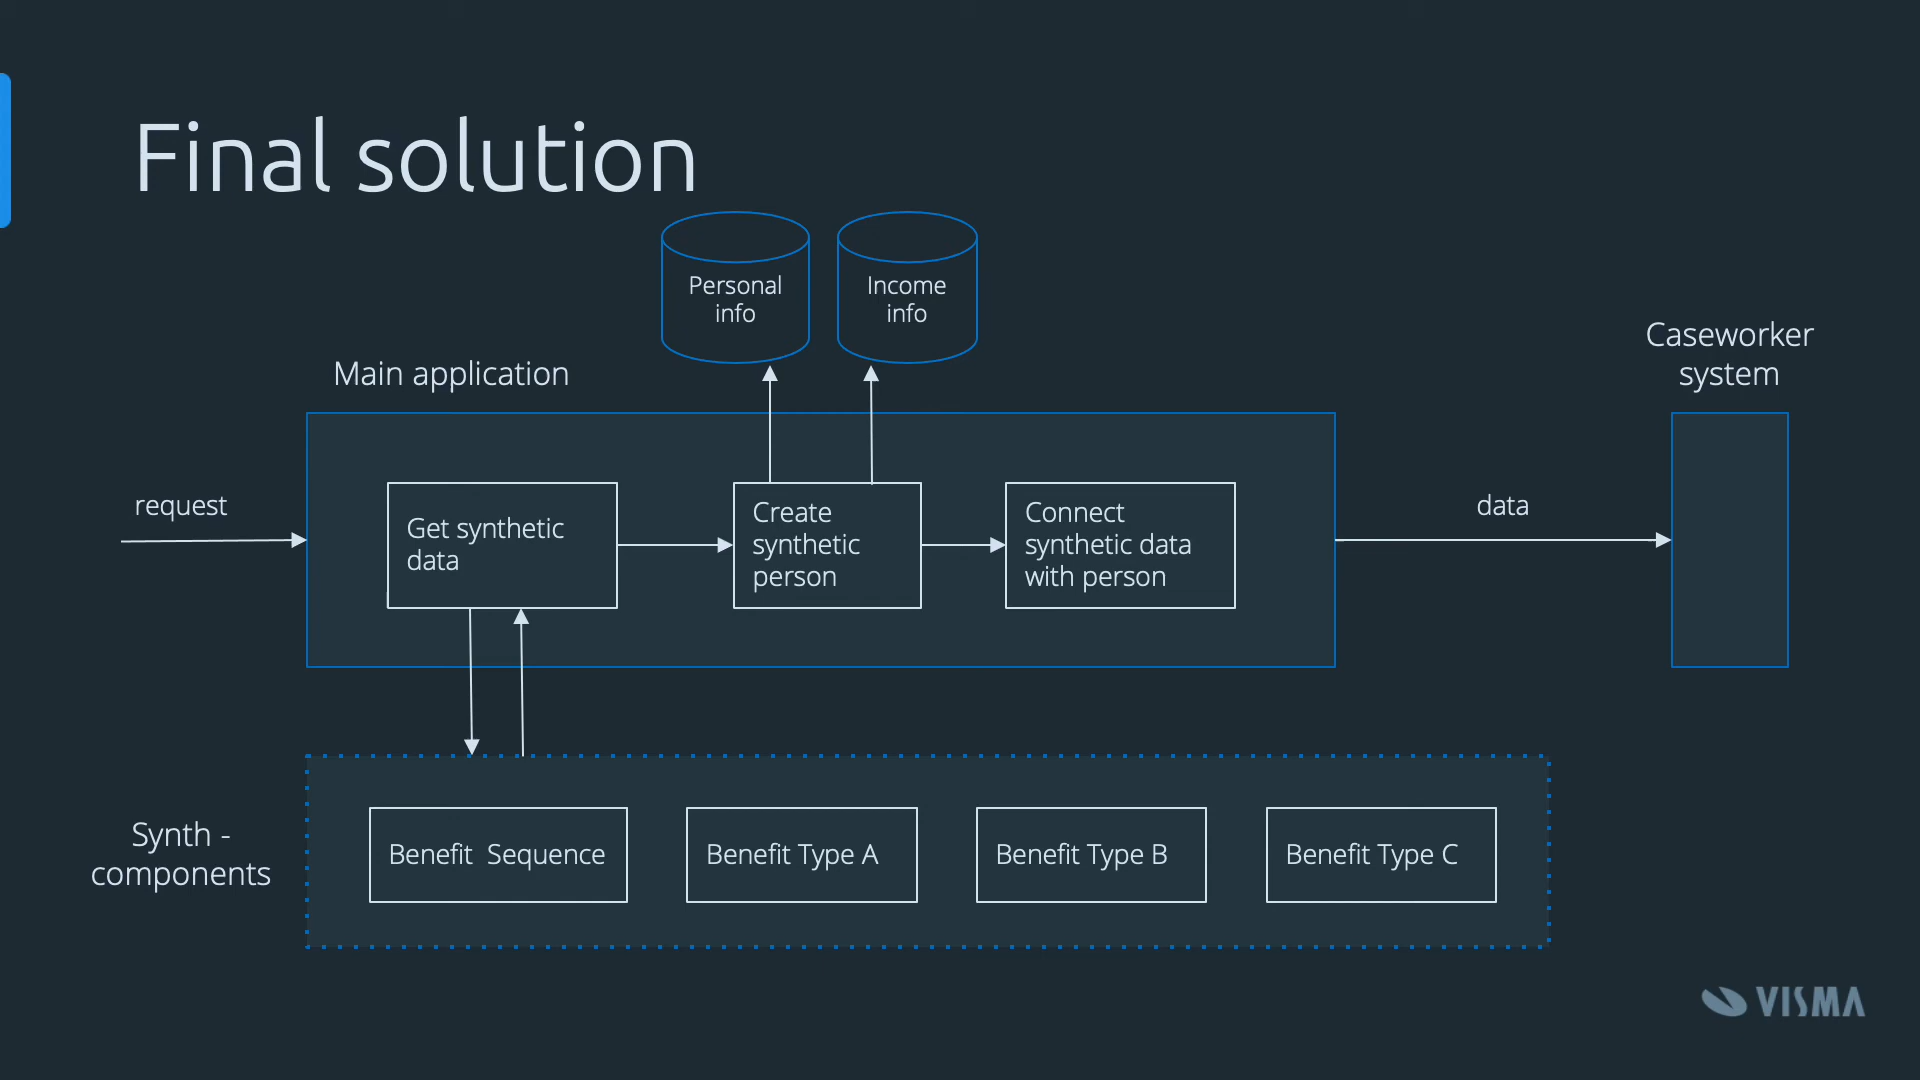 Final solution
Personal
info
Income
info
Main application
Caseworker
system
request
Get synthetic
data
Create
synthetic
person
Connect
synthetic data
with person
data
Synth -
components
Benefit  Sequence
Benefit Type A
Benefit Type B
Benefit Type C
VISMA